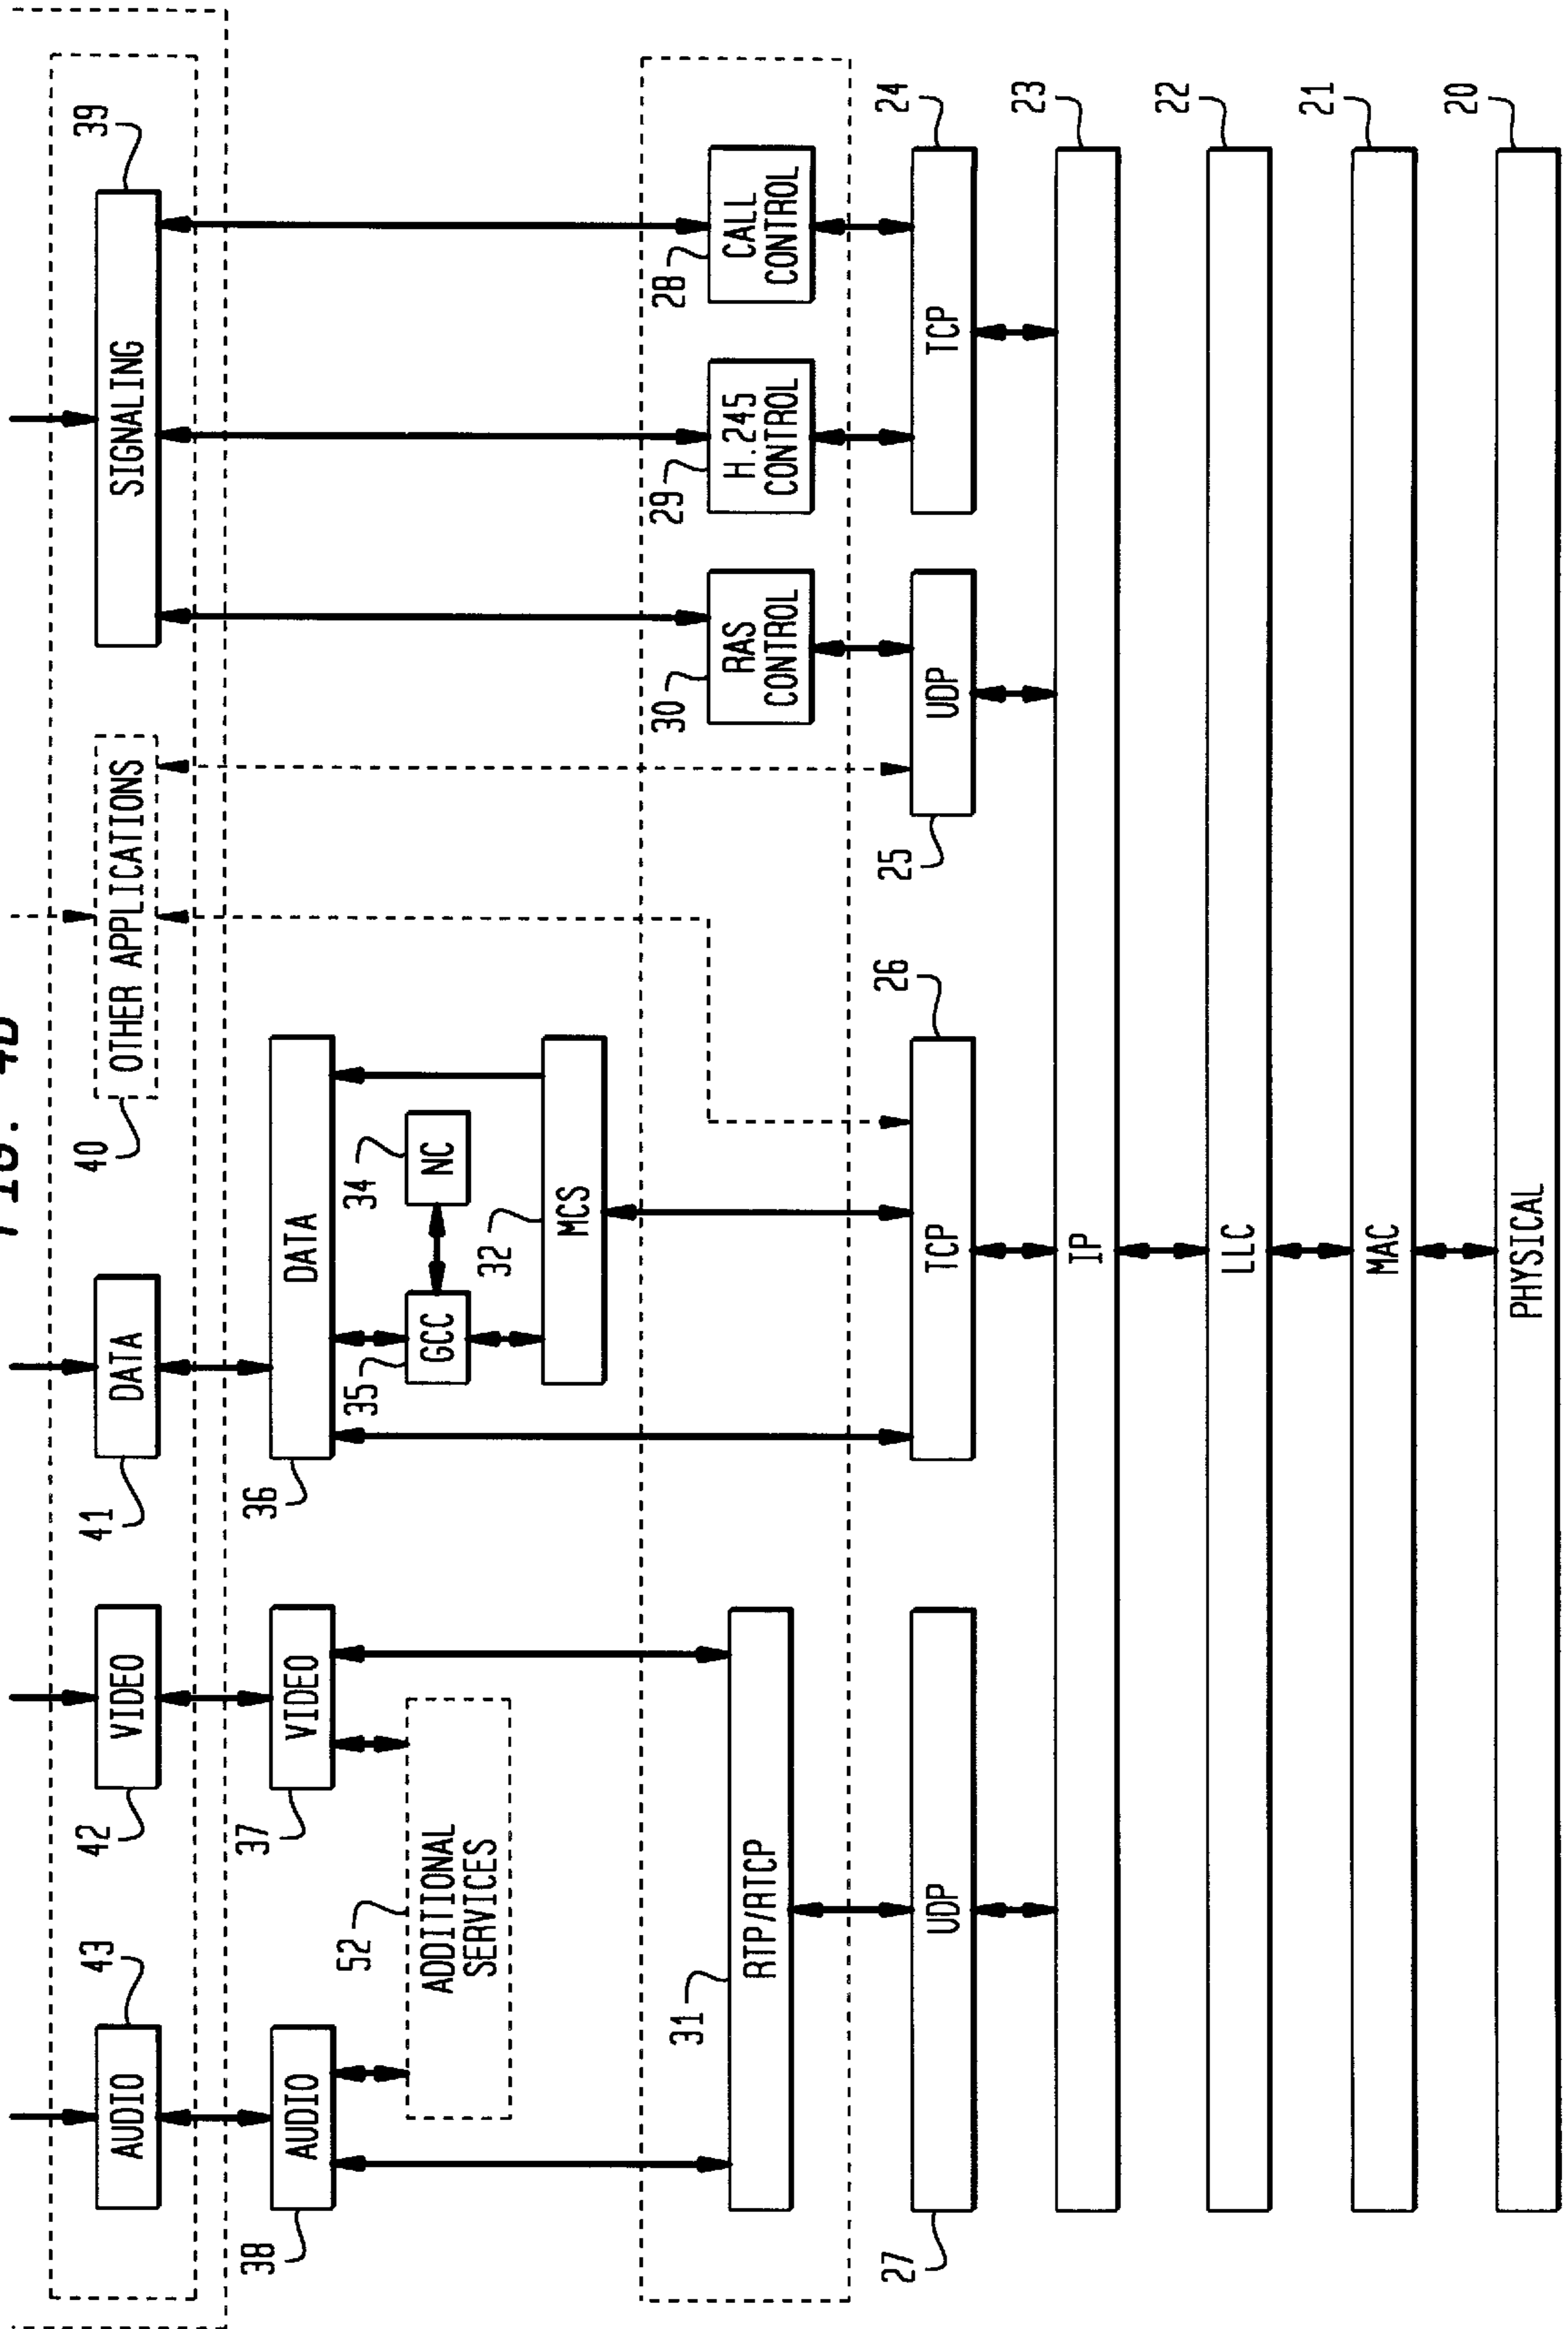 43
42
41
40
39
AUDIO
VIDEO
DATA
OTHER APPLICATIONS
SIGNALING
38
37
36
AUDIO
VIDEO
DATA
52
35
34
ADDITIONAL
SERVICES
GCC
NC
32
MCS
31
30
29
28
RTP/RTCP
RAS
CONTROL
H.245
CONTROL
CALL
CONTROL
27
26
25
24
UDP
TCP
UDP
TCP
23
IP
22
LLC
21
MAC
20
PHYSICAL